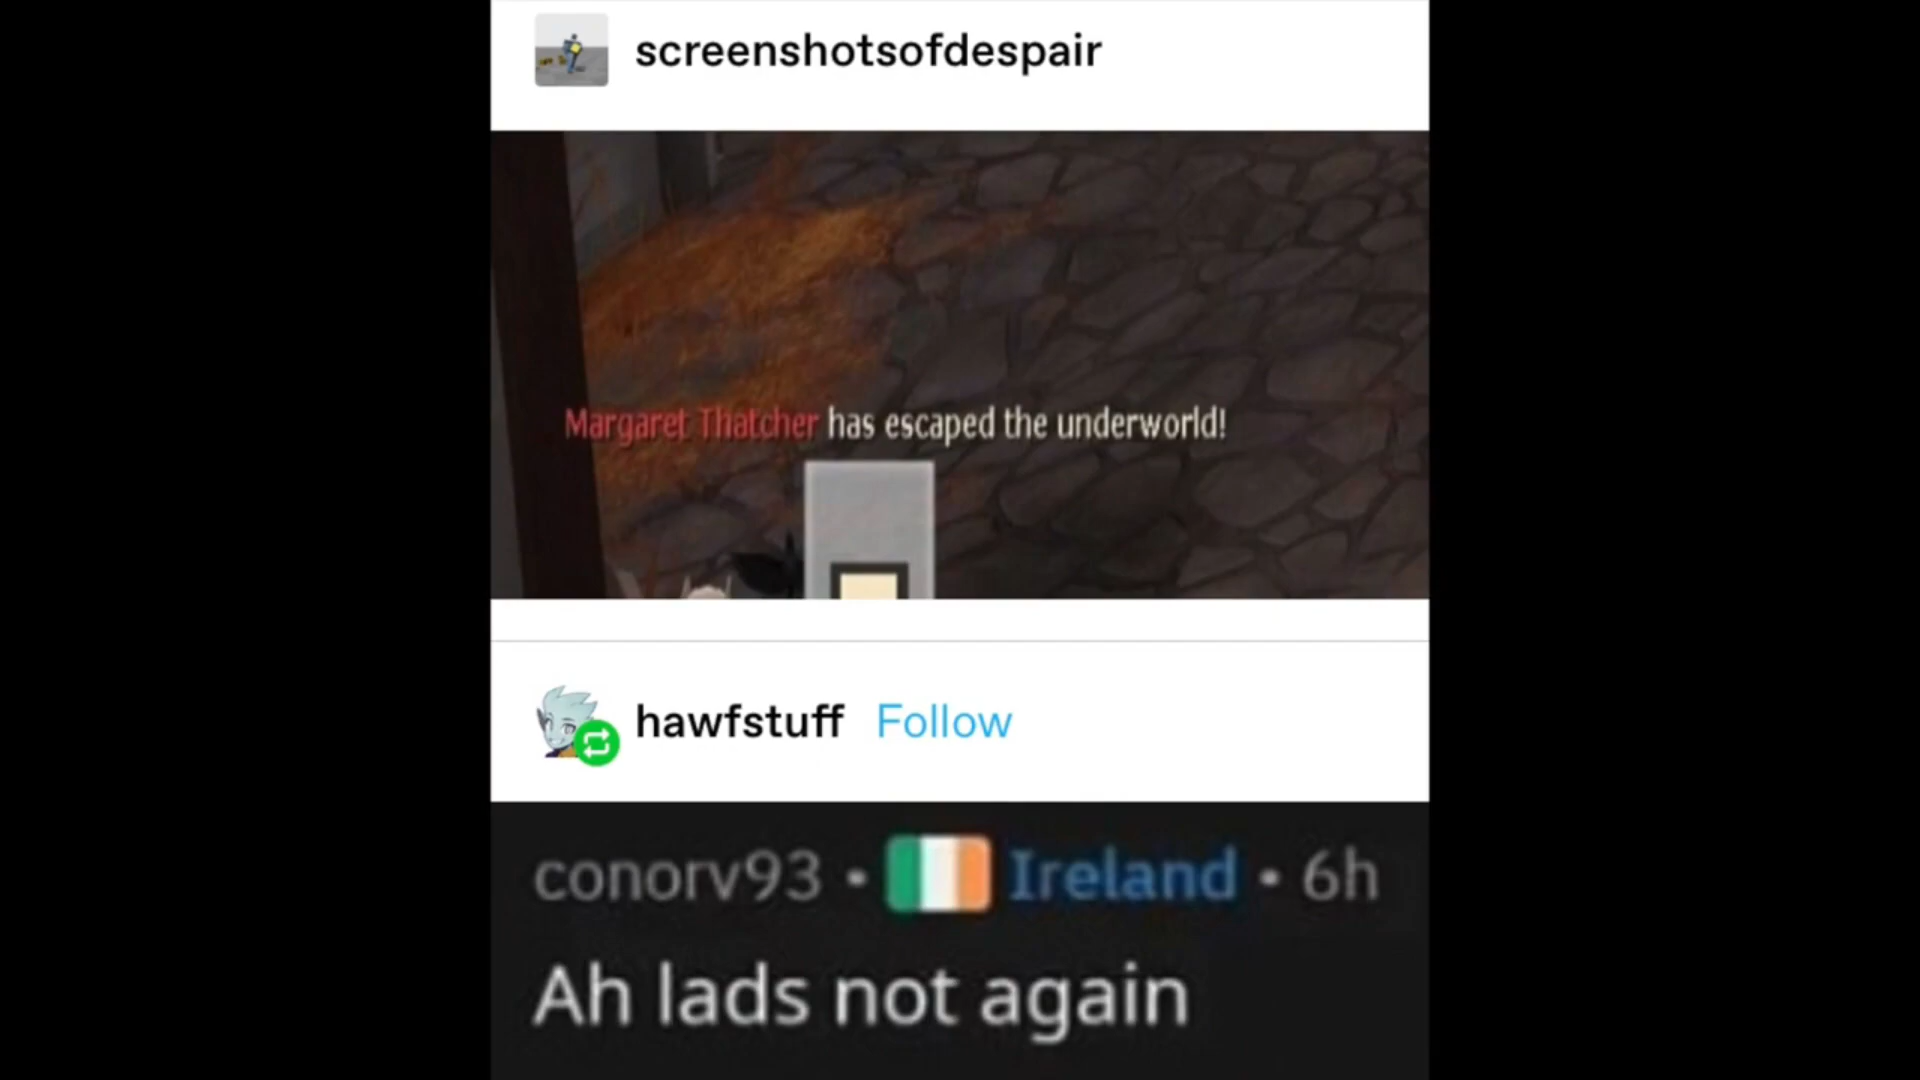 screenshotsofdespair
Margaret Thatcher has escaped the underworld!
hawfstuff Follow
conorv93 • Ireland • 6h
Ah lads not again